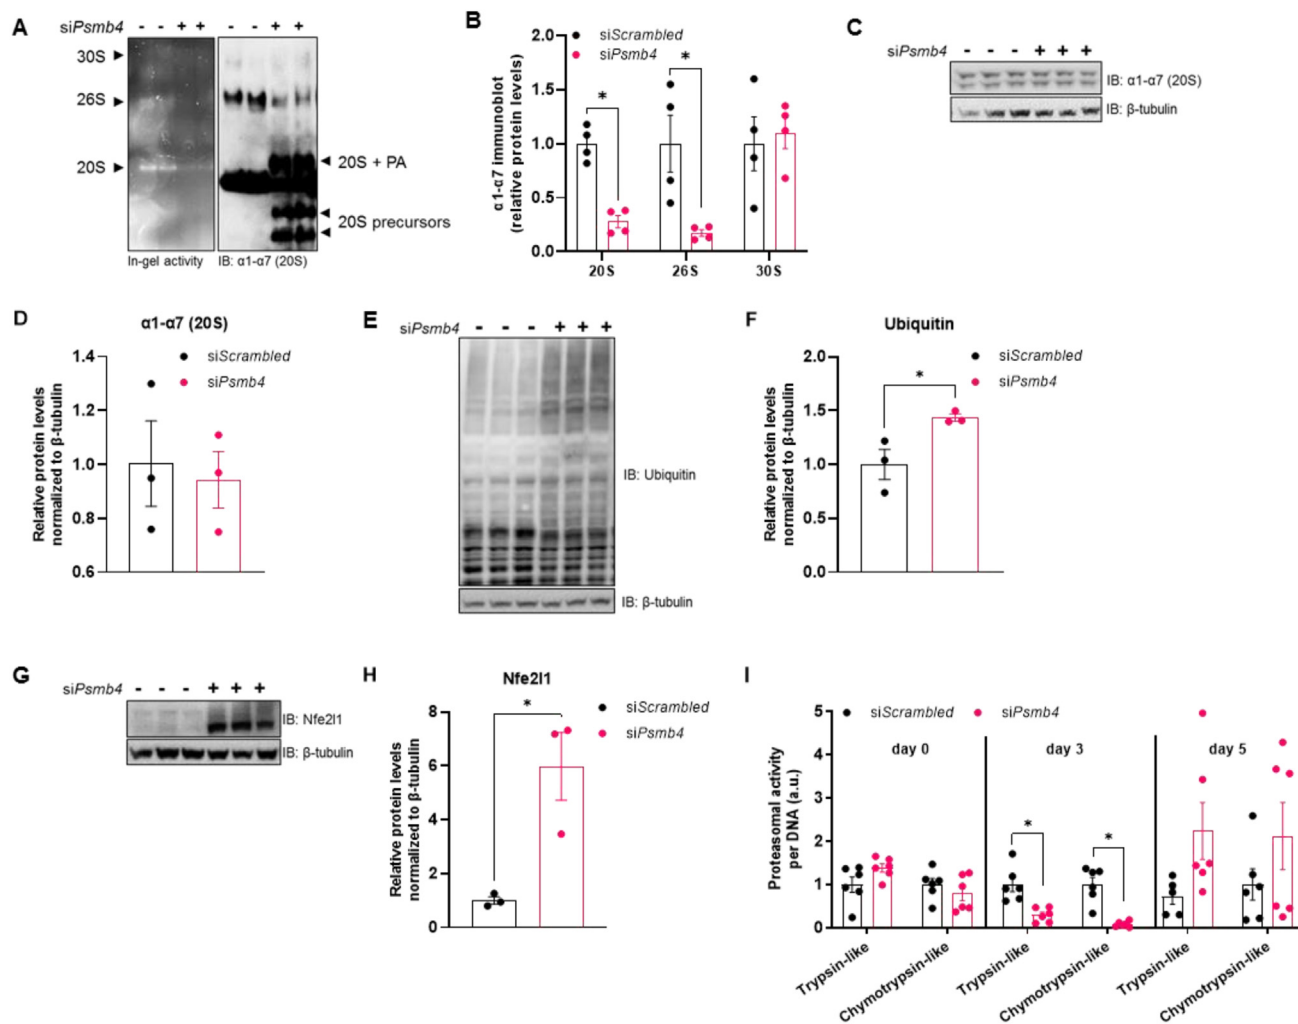 A
siPsmb4 - - + + - - + +
30S
26S
20S
20S + PA
20S precursors
In-gel activity
IB: α1-α7 (20S)
B
siScrambled
siPsmb4
α1-α7 immunoblot
(relative protein levels)
2.0
1.5
1.0
0.5
0.0
*
*
20S 26S 30S
C
siPsmb4 - - - + + +
IB: α1-α7 (20S)
IB: β-tubulin
D
α1-α7 (20S)
siScrambled
siPsmb4
Relative protein levels
normalized to β-tubulin
1.4
1.2
1.0
0.8
0.6
E
siPsmb4 - - - + + +
IB: Ubiquitin
IB: β-tubulin
F
Ubiquitin
siScrambled
siPsmb4
Relative protein levels
normalized to β-tubulin
2.0
1.5
1.0
0.5
0.0
*
G
siPsmb4 - - - + + +
IB: Nfe2l1
IB: β-tubulin
H
Nfe2l1
siScrambled
siPsmb4
Relative protein levels
normalized to β-tubulin
8
6
4
2
0
*
I
siScrambled siPsmb4
Proteasomal activity
per DNA (a.u.)
5
4
3
2
1
0
day 0 day 3 day 5
*
*
Trypsin-like
Chymotrypsin-like
Trypsin-like
Chymotrypsin-like
Trypsin-like
Chymotrypsin-like